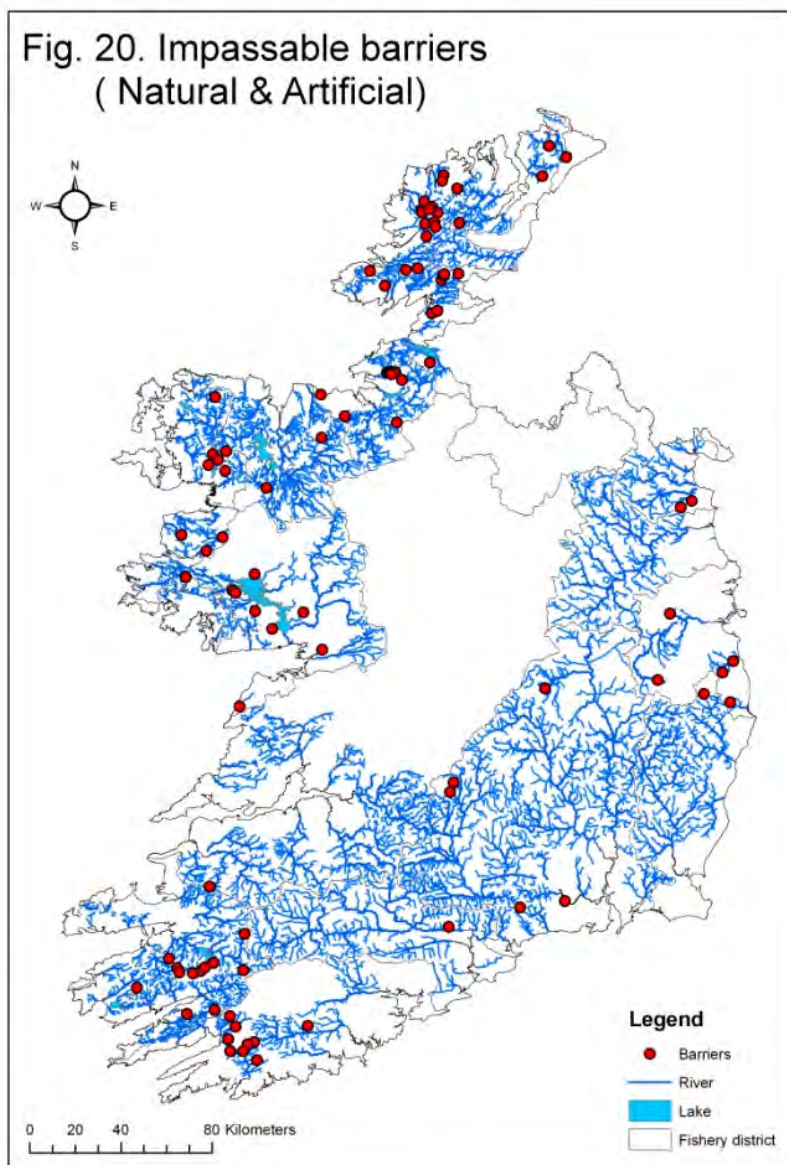 Fig. 20. Impassable barriers
( Natural & Artificial)
N
W E
S
Legend
Barriers
River
Lake
Fishery district
0 20 40 80 Kilometers